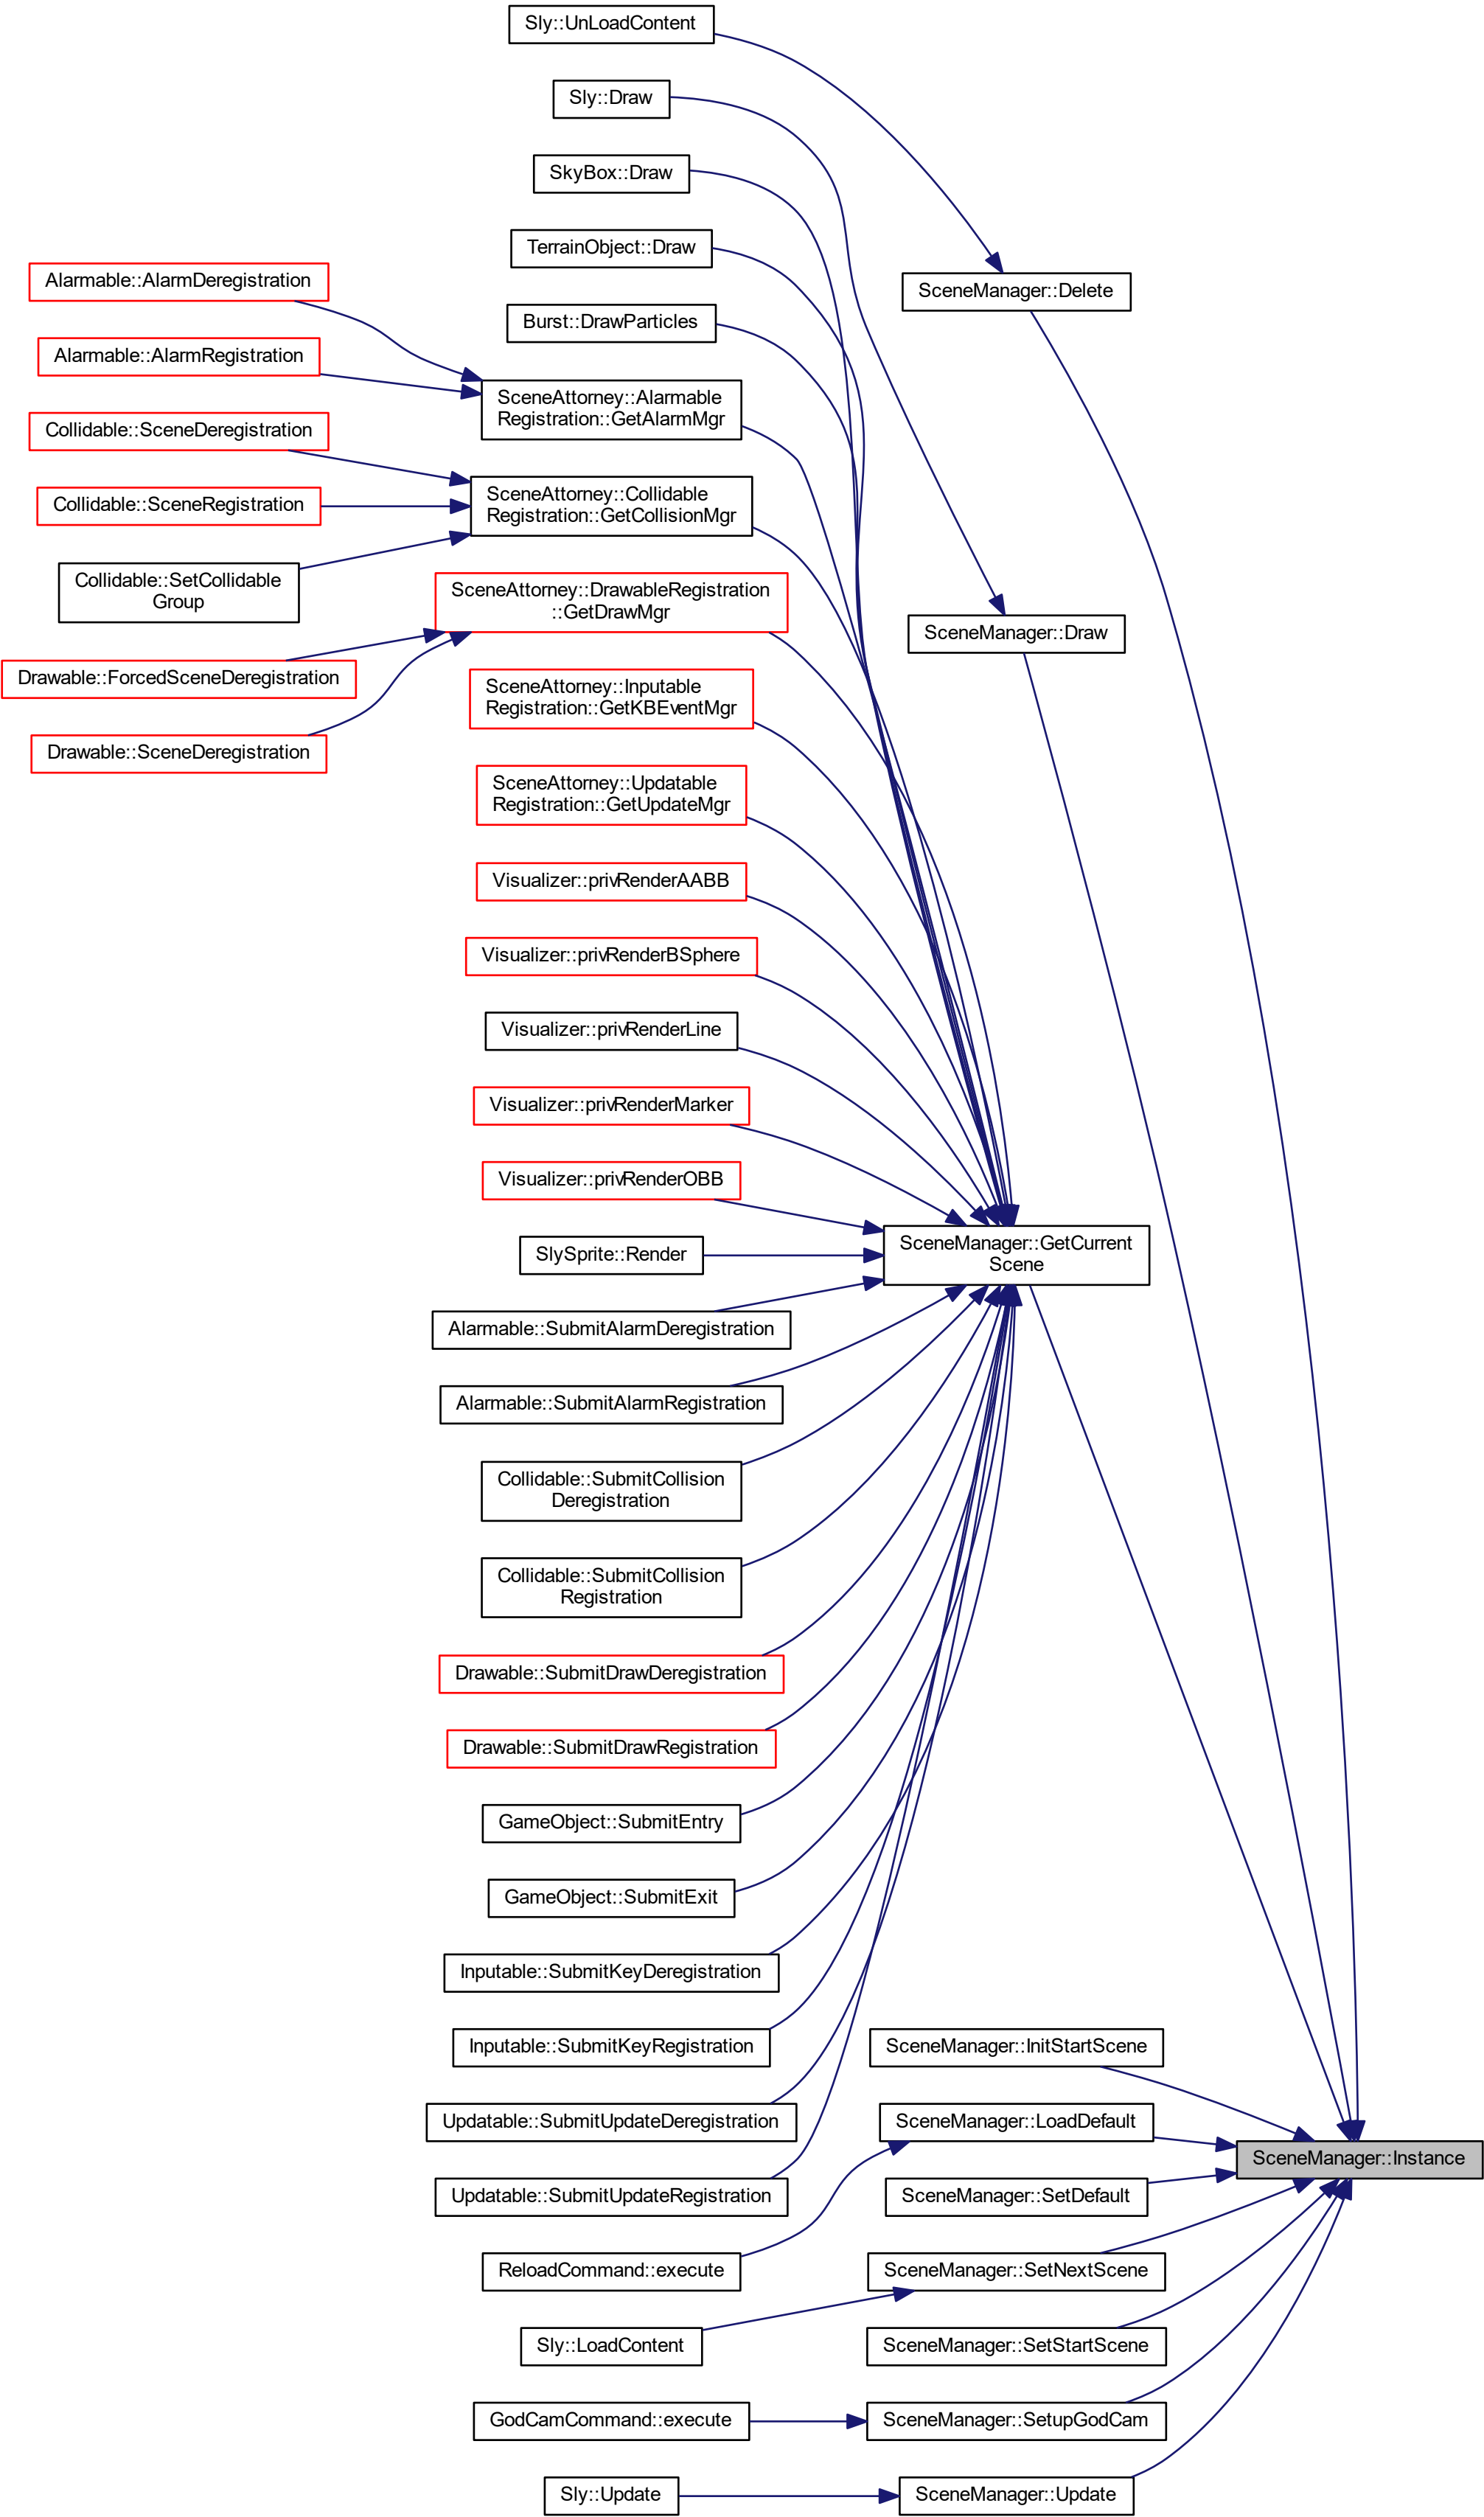 Sly::UnLoadContent
Sly::Draw
SkyBox::Draw
TerrainObject::Draw
SceneManager::Delete
Alarmable::AlarmDeregistration
Burst::DrawParticles
Alarmable::AlarmRegistration
SceneAttorney::Alarmable
Registration::GetAlarmMgr
Collidable::SceneDeregistration
SceneAttorney::Collidable
Registration::GetCollisionMgr
Collidable::SceneRegistration
Collidable::SetCollidable
Group
SceneAttorney::DrawableRegistration
::GetDrawMgr
SceneManager::Draw
Drawable::ForcedSceneDeregistration
SceneAttorney::Inputable
Registration::GetKBEventMgr
Drawable::SceneDeregistration
SceneAttorney::Updatable
Registration::GetUpdateMgr
Visualizer::privRenderAABB
Visualizer::privRenderBSphere
Visualizer::privRenderLine
Visualizer::privRenderMarker
Visualizer::privRenderOBB
SceneManager::GetCurrent
Scene
SlySprite::Render
Alarmable::SubmitAlarmDeregistration
Alarmable::SubmitAlarmRegistration
Collidable::SubmitCollision
Deregistration
Collidable::SubmitCollision
Registration
Drawable::SubmitDrawDeregistration
Drawable::SubmitDrawRegistration
GameObject::SubmitEntry
GameObject::SubmitExit
Inputable::SubmitKeyDeregistration
Inputable::SubmitKeyRegistration
SceneManager::InitStartScene
Updatable::SubmitUpdateDeregistration
SceneManager::LoadDefault
SceneManager::Instance
Updatable::SubmitUpdateRegistration
SceneManager::SetDefault
ReloadCommand::execute
SceneManager::SetNextScene
Sly::LoadContent
SceneManager::SetStartScene
GodCamCommand::execute
SceneManager::SetupGodCam
Sly::Update
SceneManager::Update